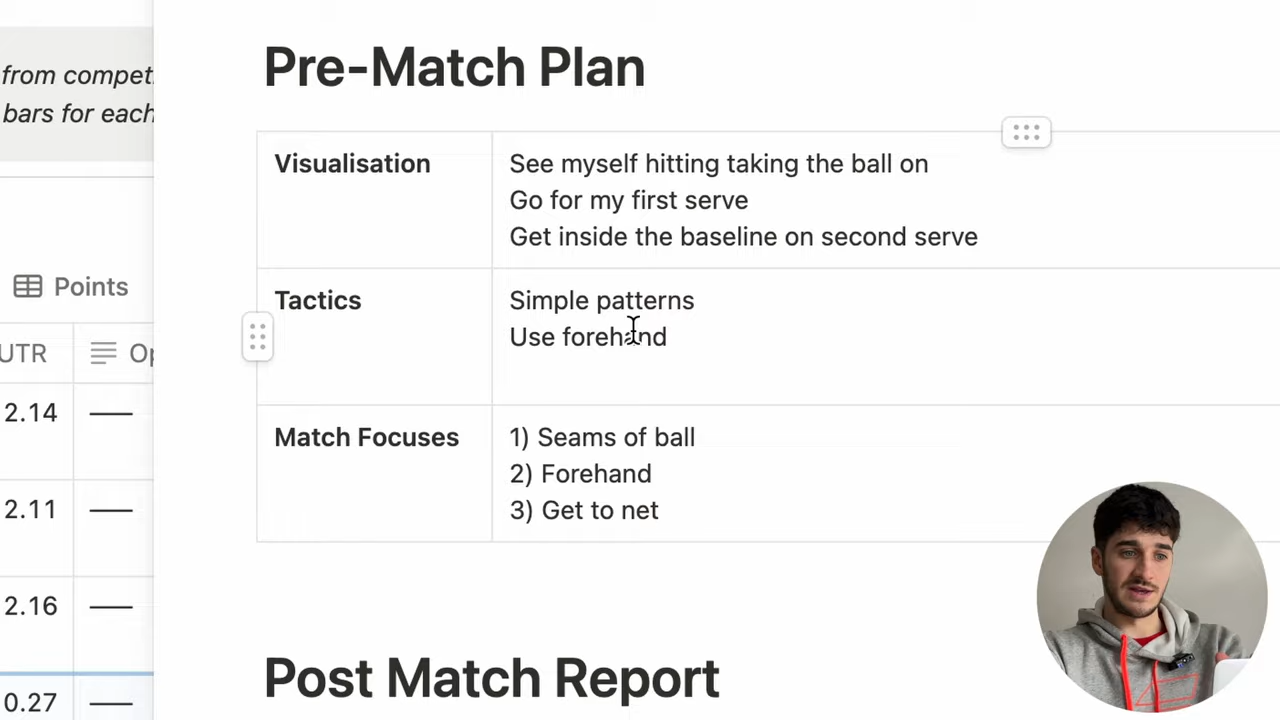 from compet
bars for each
Points
UTR
Op
2.14
2.11
2.16
0.27
Pre-Match Plan
Visualisation
See myself hitting taking the ball on
Go for my first serve
Get inside the baseline on second serve
Tactics
Simple patterns
Use forehand
Match Focuses
1) Seams of ball
2) Forehand
3) Get to net
Post Match Report